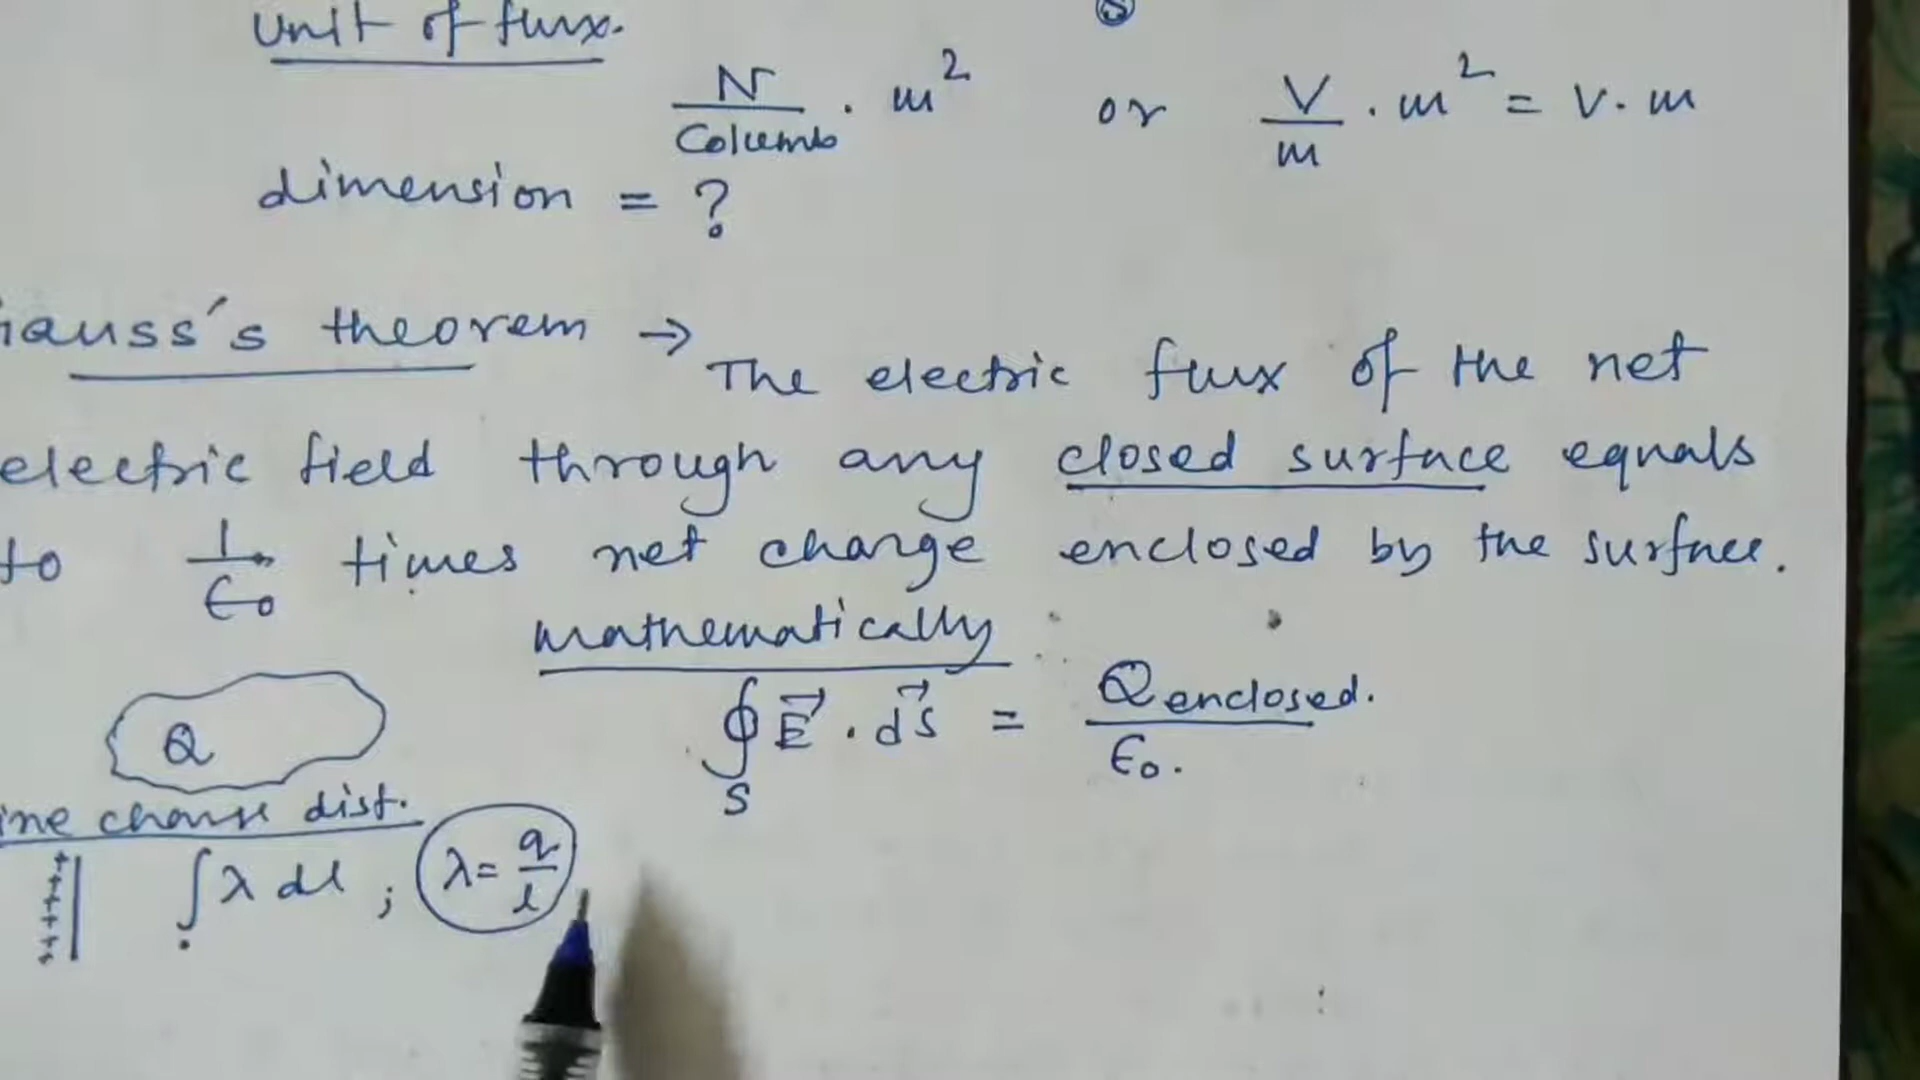 Unit of flux.
N/Columb . m² or V/m . m² = V. m
dimension = ?
iauss's theorem → The electric flux of the net
electric field through any closed surface equals
to 1/ϵ₀ times net charge enclosed by the surface.
mathematically
∮_S E⃗ . dS⃗ = Qenclosed. / ϵ₀.
Q
ine charge dist.
+++++ ∫ λ dl ; λ = q/l